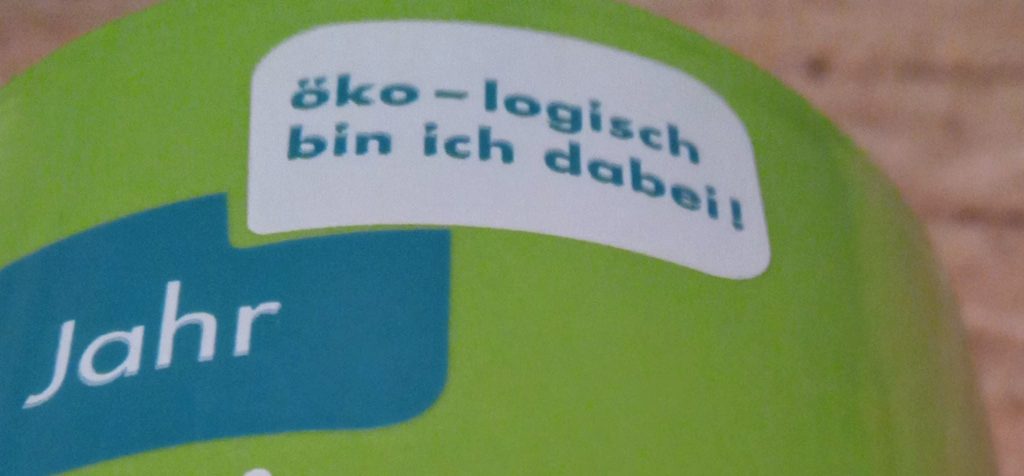 öko-logisch
bin ich dabei!
Jahr